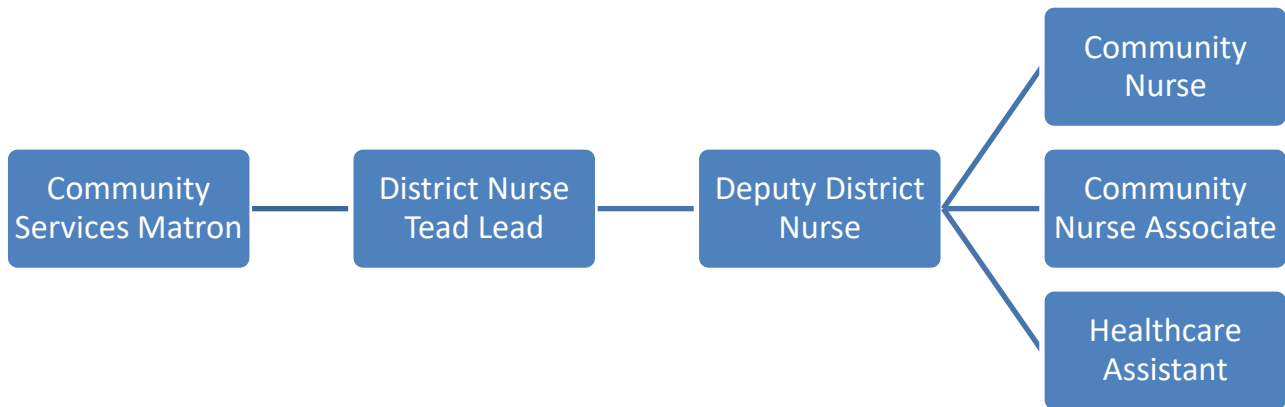 Community
Services Matron
District Nurse
Tead Lead
Deputy District
Nurse
Community
Nurse
Community
Nurse Associate
Healthcare
Assistant